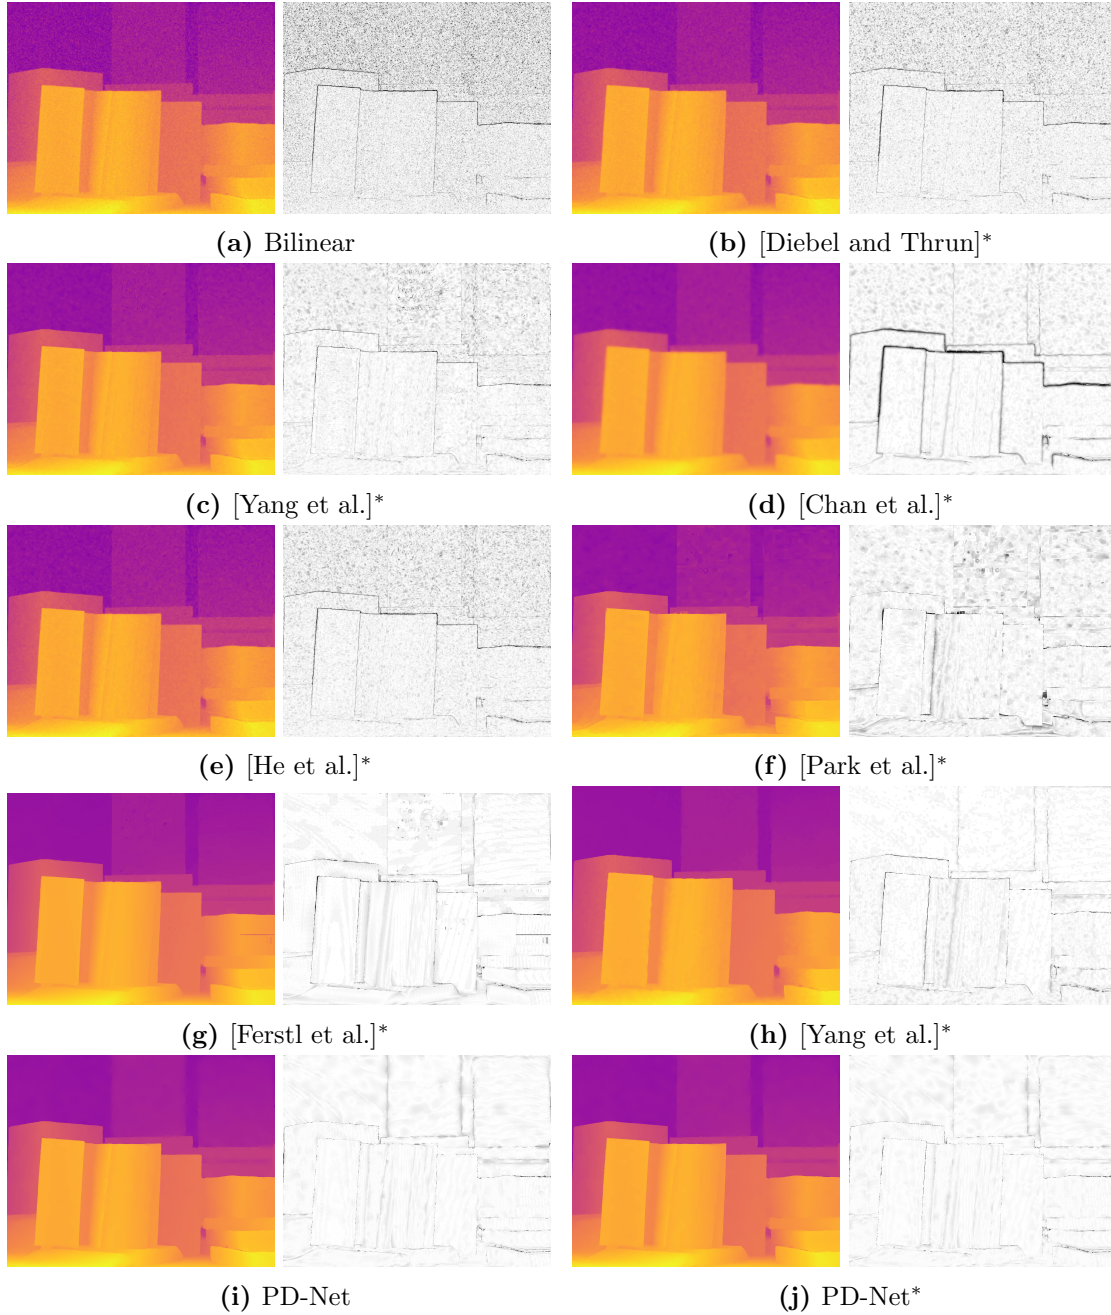 (a) Bilinear
(b) [Diebel and Thrun]*
(c) [Yang et al.]*
(d) [Chan et al.]*
(e) [He et al.]*
(f) [Park et al.]*
(g) [Ferstl et al.]*
(h) [Yang et al.]*
(i) PD-Net
(j) PD-Net*